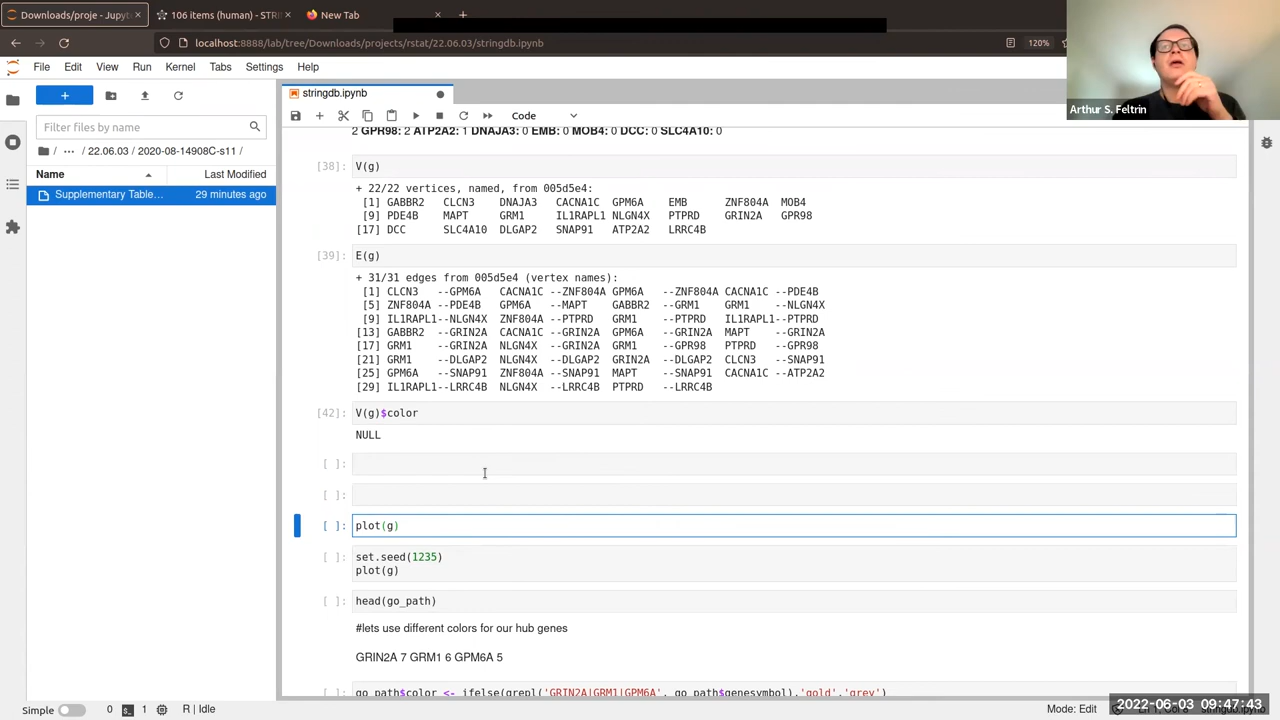 Downloads/proje - Jupyt
106 items (human) - STRI
New Tab
localhost:8888/lab/tree/Downloads/projects/rstat/22.06.03/stringdb.ipynb
120%
File Edit View Run Kernel Tabs Settings Help
Arthur S. Feltrin
Filter files by name
/ ... / 22.06.03 / 2020-08-14908C-s11 /
Name Last Modified
Supplementary Table... 29 minutes ago
stringdb.ipynb
Code
2 GPR98: 2 ATP2A2: 1 DNAJA3: 0 EMB: 0 MOB4: 0 DCC: 0 SLC4A10: 0
[38]: V(g)
+ 22/22 vertices, named, from 005d5e4:
[1] GABBR2 CLCN3 DNAJA3 CACNA1C GPM6A EMB ZNF804A MOB4
[9] PDE4B MAPT GRM1 IL1RAPL1 NLGN4X PTPRD GRIN2A GPR98
[17] DCC SLC4A10 DLGAP2 SNAP91 ATP2A2 LRRC4B
[39]: E(g)
+ 31/31 edges from 005d5e4 (vertex names):
[1] CLCN3 --GPM6A CACNA1C --ZNF804A GPM6A --ZNF804A CACNA1C --PDE4B
[5] ZNF804A --PDE4B GPM6A --MAPT GABBR2 --GRM1 GRM1 --NLGN4X
[9] IL1RAPL1--NLGN4X ZNF804A --PTPRD GRM1 --PTPRD IL1RAPL1--PTPRD
[13] GABBR2 --GRIN2A CACNA1C --GRIN2A GPM6A --GRIN2A MAPT --GRIN2A
[17] GRM1 --GRIN2A NLGN4X --GRIN2A GRM1 --GPR98 PTPRD --GPR98
[21] GRM1 --DLGAP2 NLGN4X --DLGAP2 GRIN2A --DLGAP2 CLCN3 --SNAP91
[25] GPM6A --SNAP91 ZNF804A --SNAP91 MAPT --SNAP91 CACNA1C --ATP2A2
[29] IL1RAPL1--LRRC4B NLGN4X --LRRC4B PTPRD --LRRC4B
[42]: V(g)$color
NULL
[ ]:
[ ]:
[ ]: plot(g)
[ ]: set.seed(1235)
plot(g)
[ ]: head(go_path)
#lets use different colors for our hub genes
GRIN2A 7 GRM1 6 GPM6A 5
[ ]: go_path$color <- ifelse(grepl('GRIN2A|GRM1|GPM6A', go_path$genesymbol),'gold','grey')
Simple 0 1 R | Idle
Mode: Edit
2022-06-03 09:47:43